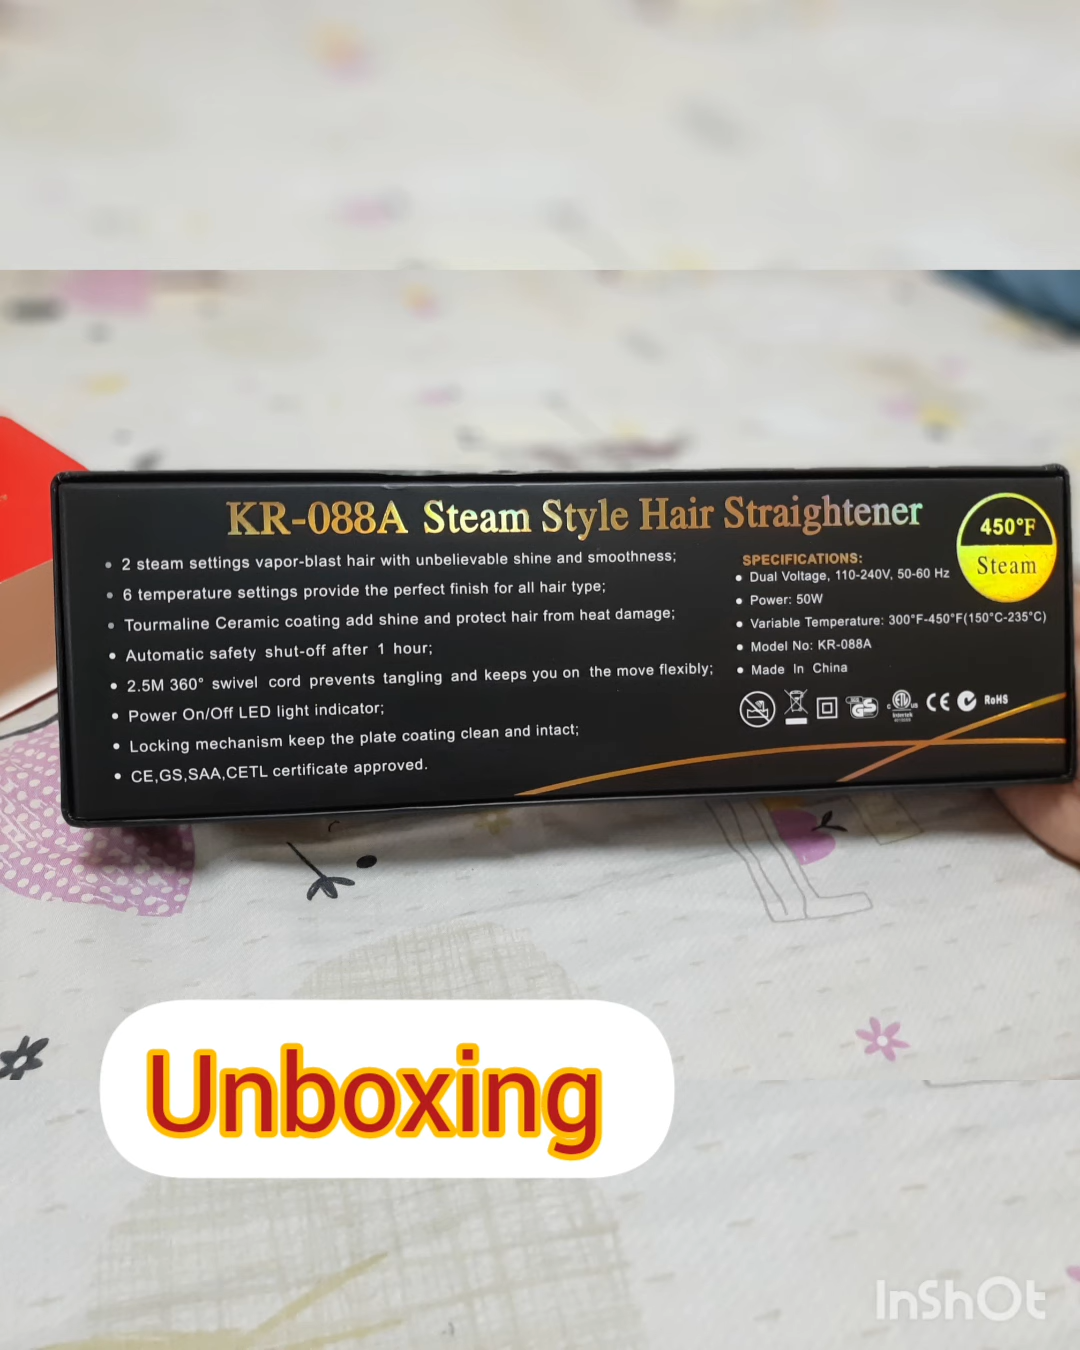 KR-088A Steam Style Hair Straightener
• 2 steam settings vapor-blast hair with unbelievable shine and smoothness;
• 6 temperature settings provide the perfect finish for all hair type;
• Tourmaline Ceramic coating add shine and protect hair from heat damage;
• Automatic safety shut-off after 1 hour;
• 2.5M 360° swivel cord prevents tangling and keeps you on the move flexibly;
• Power On/Off LED light indicator;
• Locking mechanism keep the plate coating clean and intact;
• CE,GS,SAA,CETL certificate approved.
450°F
Steam
SPECIFICATIONS:
• Dual Voltage, 110-240V, 50-60 Hz
• Power: 50W
• Variable Temperature: 300°F-450°F(150°C-235°C)
• Model No: KR-088A
• Made In China
GS
c ETL us
Intertek
CE
RoHS
Unboxing
InShOt